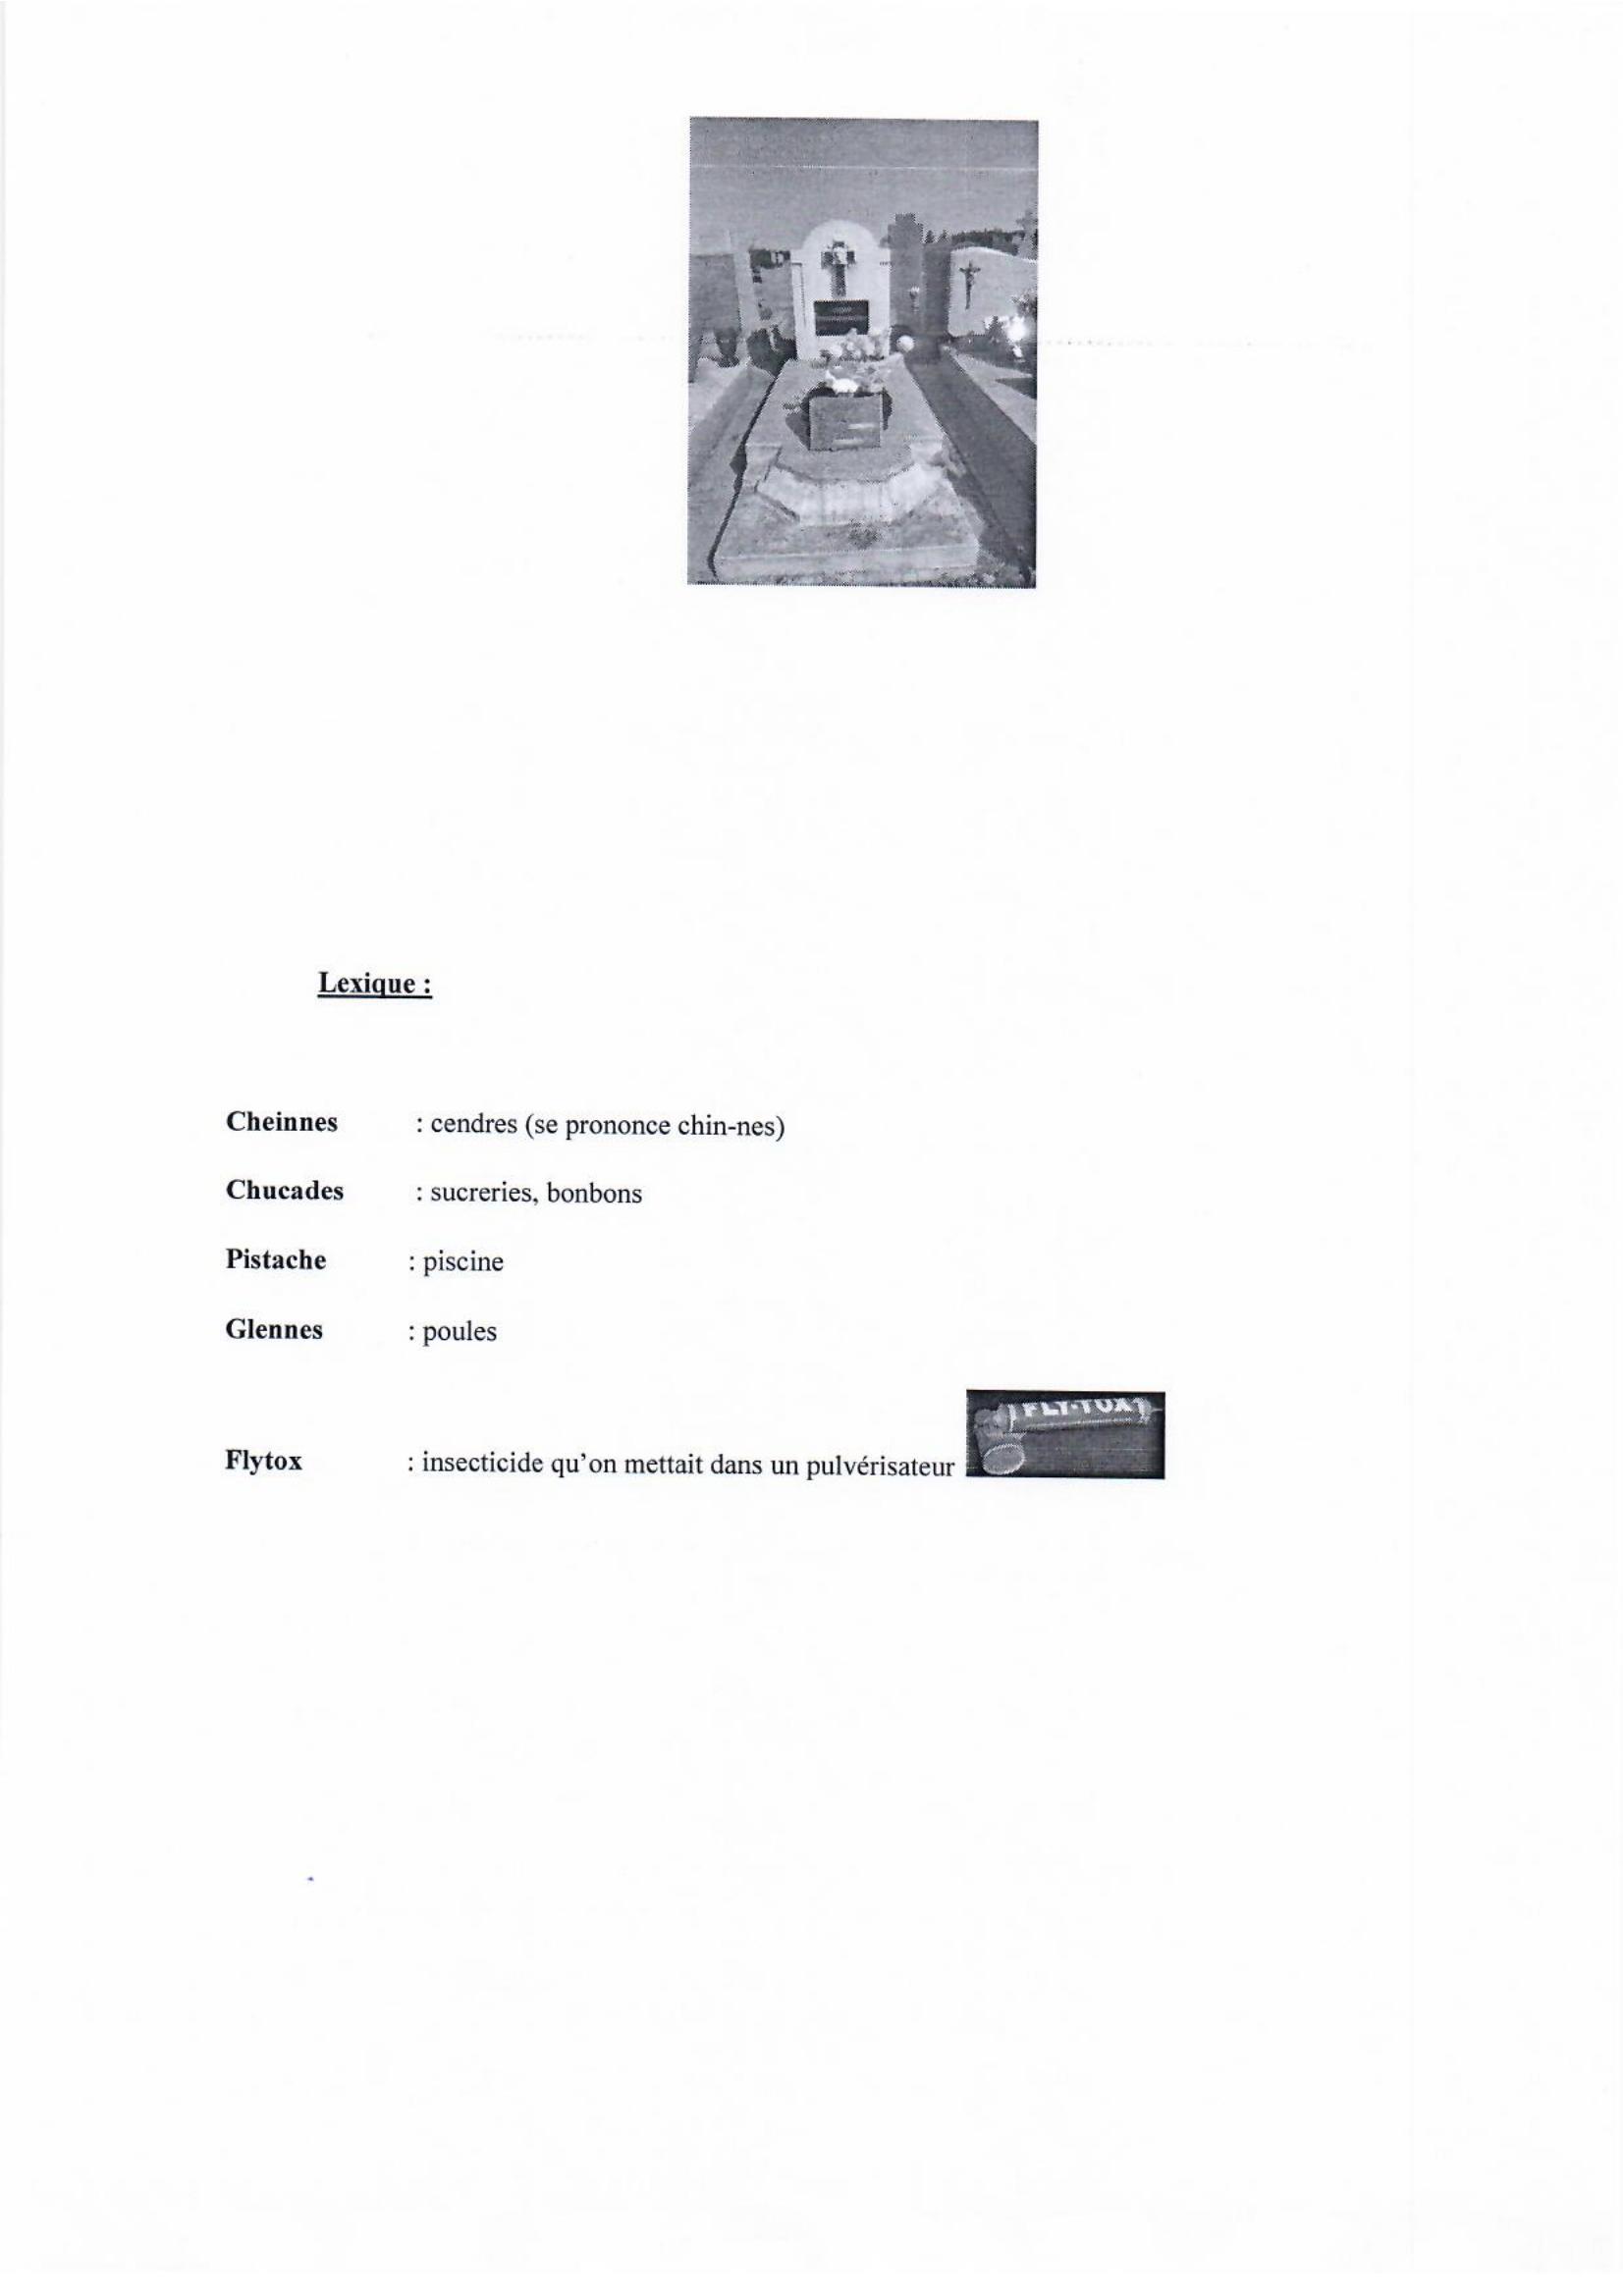 Lexique :
Cheinnes : cendres (se prononce chin-nes)
Chucades : sucreries, bonbons
Pistache : piscine
Glennes : poules
FLY-TOX
Flytox : insecticide qu'on mettait dans un pulvérisateur